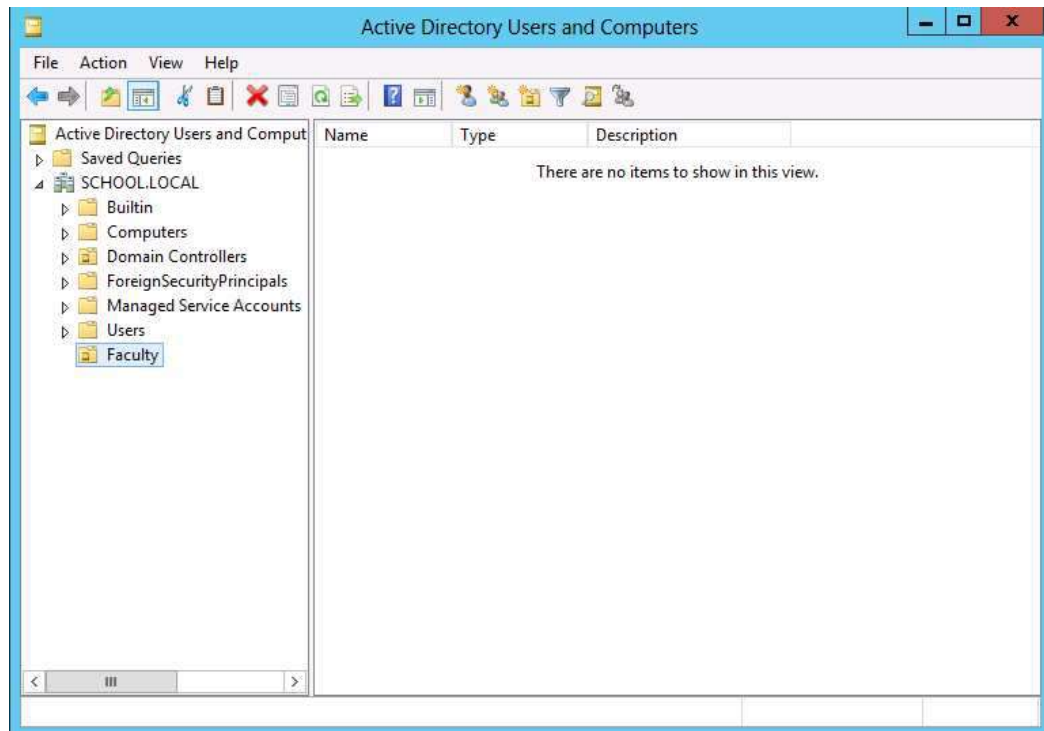 Active Directory Users and Computers
File Action View Help
Active Directory Users and Comput
Name Type Description
Saved Queries
There are no items to show in this view.
SCHOOL.LOCAL
Builtin
Computers
Domain Controllers
ForeignSecurityPrincipals
Managed Service Accounts
Users
Faculty